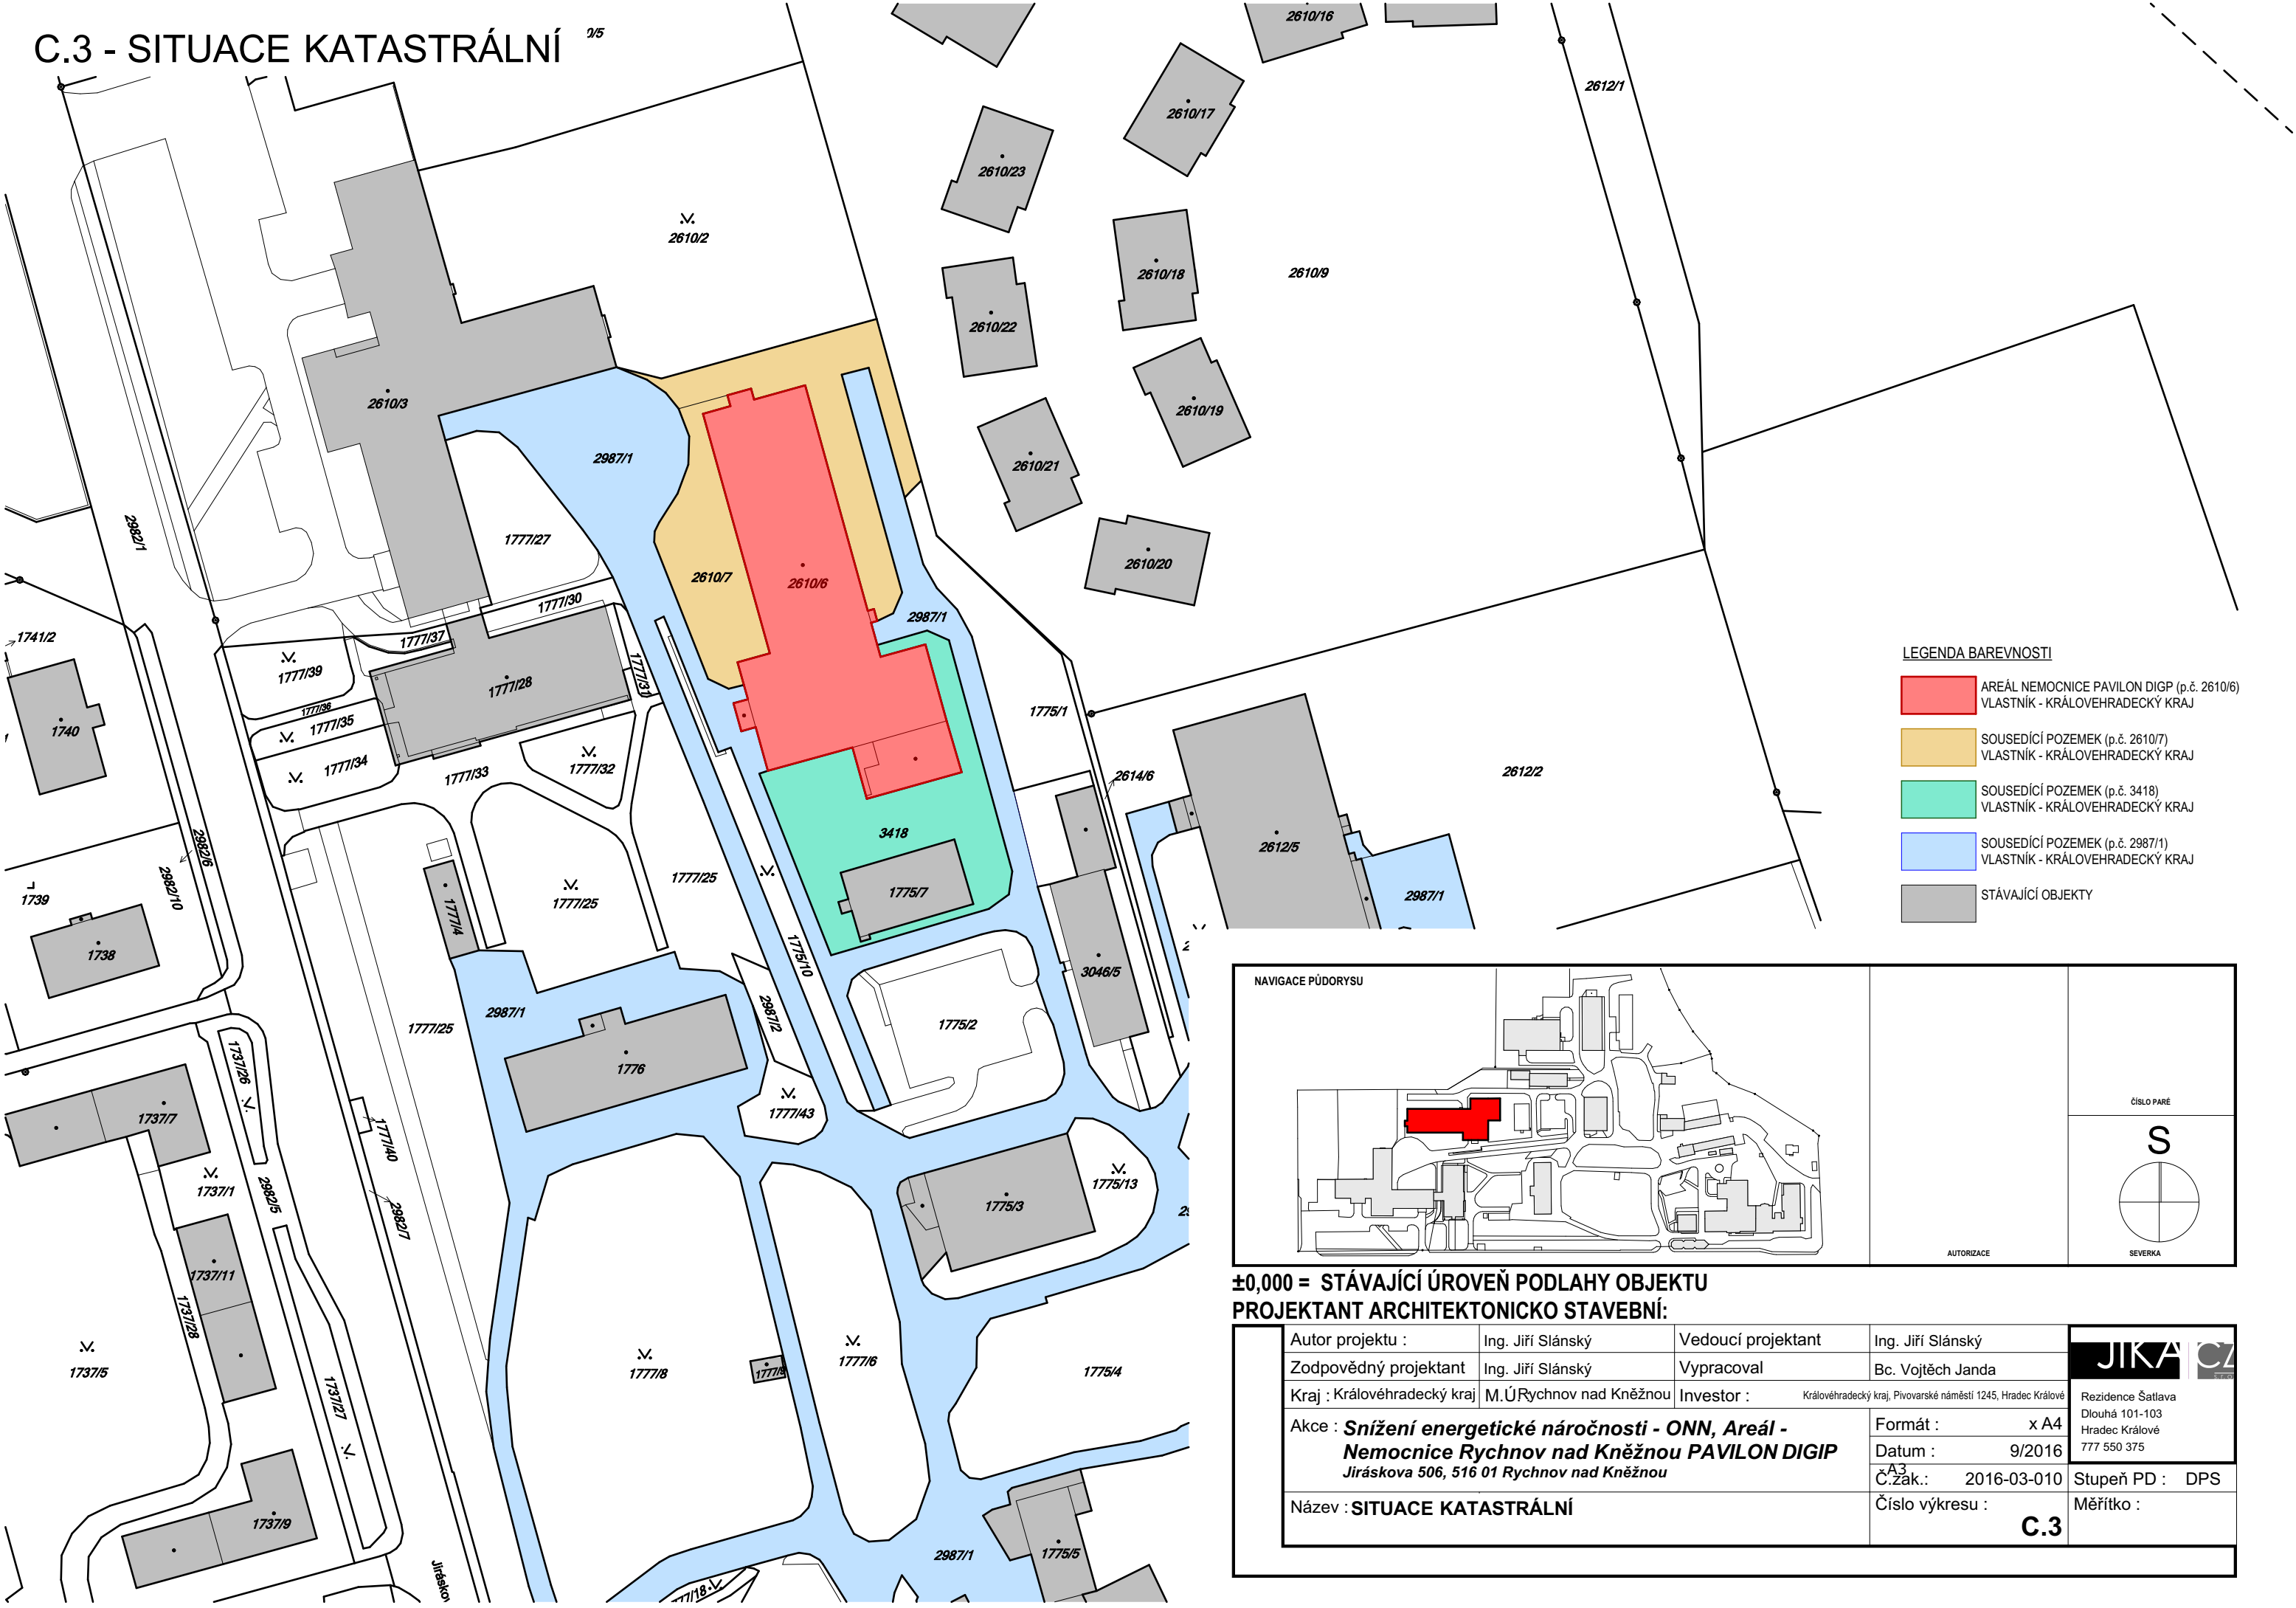 C.3 - SITUACE KATASTRÁLNÍ
2610/16
2612/1
2610/17
2610/23
2610/2
2610/18
2610/9
2610/22
2610/3
2610/19
2987/1
2610/21
2982/1
1777/27
2610/7
2610/6
2610/20
1777/30
2987/1
1741/2
1777/37
1777/39
1777/31
1777/28
1777/36
1777/35
1740
1775/1
1777/34
1777/33
1777/32
2614/6
2612/2
2982/6
3418
2612/5
2982/10
1777/25
1739
1777/25
1777/4
1775/7
2987/1
1738
1775/10
3046/5
2987/1
2987/2
1777/25
1775/2
1737/26
1776
1737/7
1777/43
1777/40
1737/1
2982/5
1775/13
1775/3
2982/7
1737/11
1737/28
1737/5
1777/8
1777/6
1775/4
1737/27
1737/9
2987/1
1775/5
LEGENDA BAREVNOSTI
AREÁL NEMOCNICE PAVILON DIGP (p.č. 2610/6)
VLASTNÍK - KRÁLOVEHRADECKÝ KRAJ
SOUSEDÍCÍ POZEMEK (p.č. 2610/7)
VLASTNÍK - KRÁLOVEHRADECKÝ KRAJ
SOUSEDÍCÍ POZEMEK (p.č. 3418)
VLASTNÍK - KRÁLOVEHRADECKÝ KRAJ
SOUSEDÍCÍ POZEMEK (p.č. 2987/1)
VLASTNÍK - KRÁLOVEHRADECKÝ KRAJ
STÁVAJÍCÍ OBJEKTY
NAVIGACE PŮDORYSU
ČÍSLO PARÉ
S
AUTORIZACE
SEVERKA
±0,000 = STÁVAJÍCÍ ÚROVEŇ PODLAHY OBJEKTU
PROJEKTANT ARCHITEKTONICKO STAVEBNÍ:
Autor projektu : Ing. Jiří Slánský Vedoucí projektant Ing. Jiří Slánský
Zodpovědný projektant Ing. Jiří Slánský Vypracoval Bc. Vojtěch Janda
Kraj : Královéhradecký kraj M.Ú Rychnov nad Kněžnou Investor : Královéhradecký kraj, Pivovarské náměstí 1245, Hradec Králové
JIKA CZ
Rezidence Šatlava
Dlouhá 101-103
Hradec Králové
777 550 375
Akce : Snížení energetické náročnosti - ONN, Areál -
Nemocnice Rychnov nad Kněžnou PAVILON DIGIP
Jiráskova 506, 516 01 Rychnov nad Kněžnou
Formát : x A4
Datum : 9/2016
A3
Č.zak.: 2016-03-010 Stupeň PD : DPS
Název : SITUACE KATASTRÁLNÍ
Číslo výkresu : C.3
Měřítko :